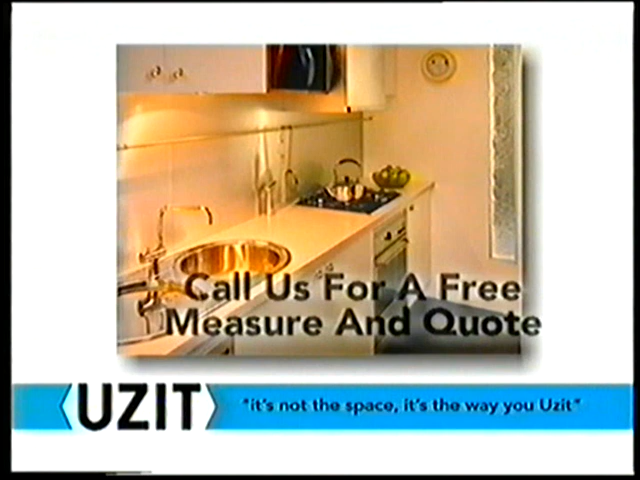 Call Us For A Free
Measure And Quote
UZIT
"it's not the space, it's the way you Uzit"